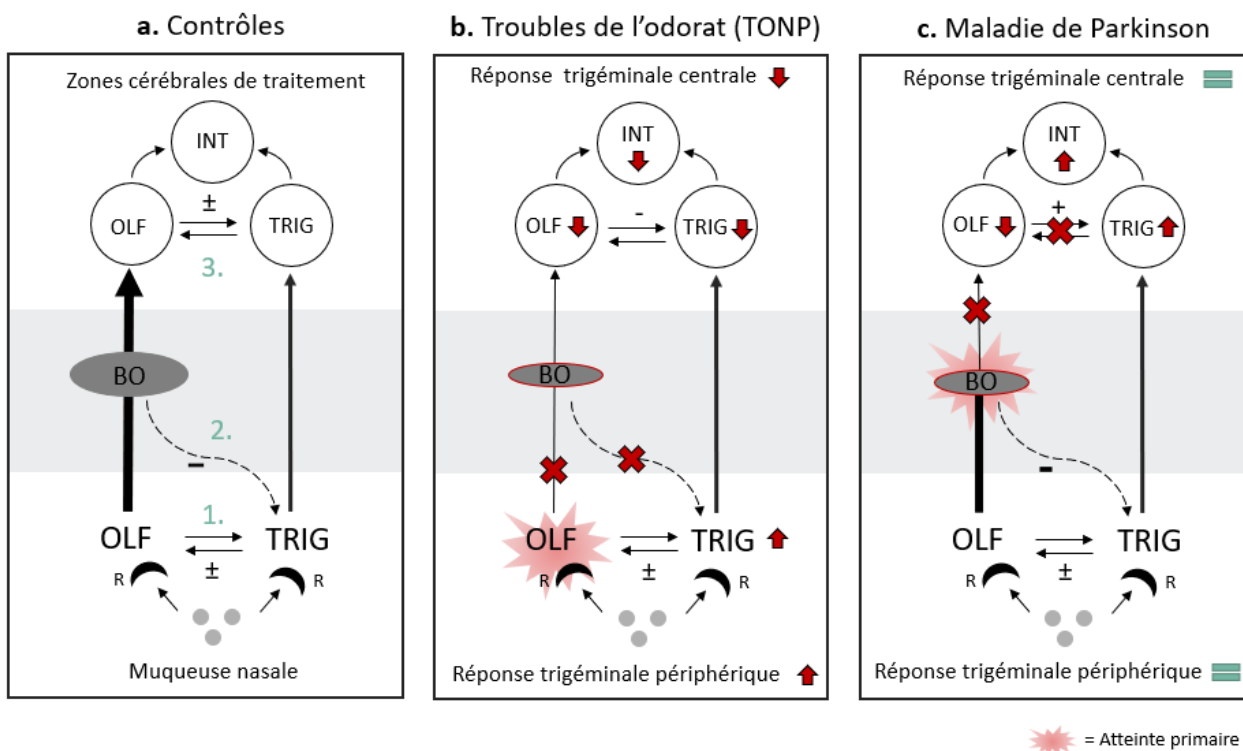 a. Contrôles
Zones cérébrales de traitement
INT
±
OLF
TRIG
3.
BO
2.
-
1.
OLF
TRIG
±
R
R
Muqueuse nasale
b. Troubles de l'odorat (TONP)
Réponse trigéminale centrale
INT
-
OLF
TRIG
BO
OLF
TRIG
±
R
R
Réponse trigéminale périphérique
c. Maladie de Parkinson
Réponse trigéminale centrale
INT
+
OLF
TRIG
BO
-
OLF
TRIG
±
R
R
Réponse trigéminale périphérique
= Atteinte primaire